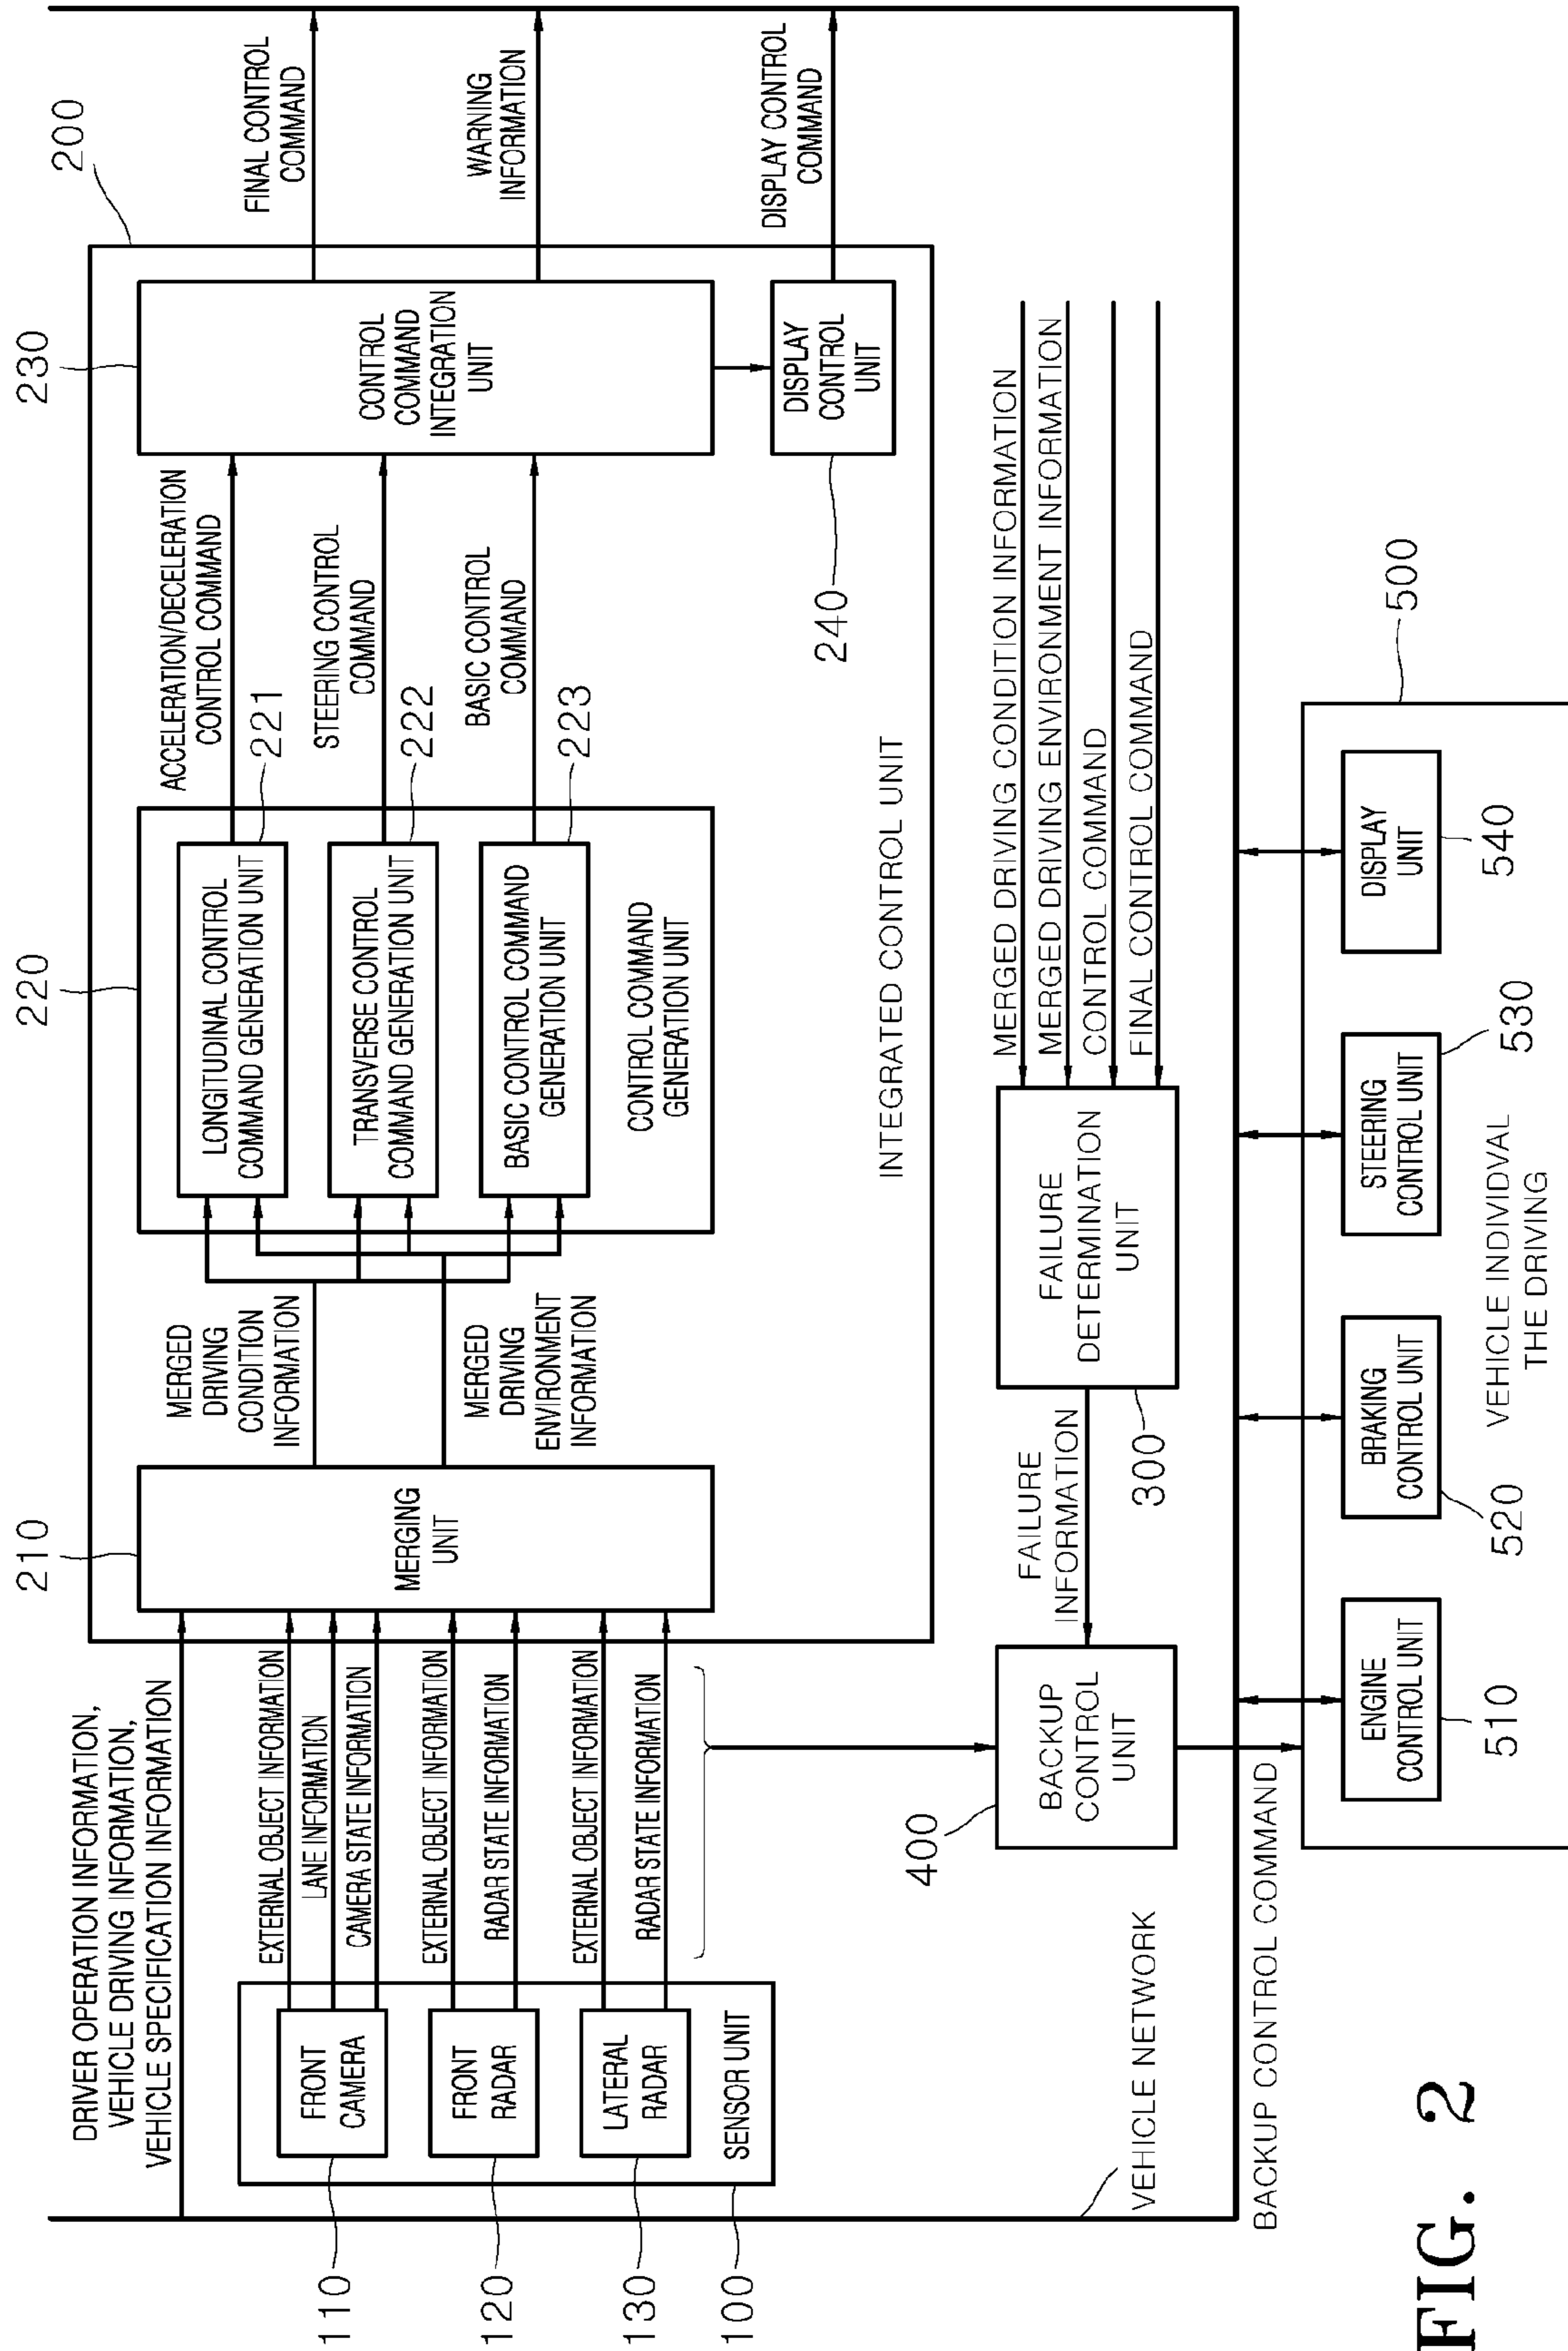 DRIVER OPERATION INFORMATION,
VEHICLE DRIVING INFORMATION,
VEHICLE SPECIFICATION INFORMATION
110
120
130
100
FRONT
CAMERA
FRONT
RADAR
LATERAL
RADAR
SENSOR UNIT
EXTERNAL OBJECT INFORMATION
LANE INFORMATION
CAMERA STATE INFORMATION
EXTERNAL OBJECT INFORMATION
RADAR STATE INFORMATION
EXTERNAL OBJECT INFORMATION
RADAR STATE INFORMATION
210
MERGING
UNIT
MERGED
DRIVING
CONDITION
INFORMATION
MERGED
DRIVING
ENVIRONMENT
INFORMATION
220
LONGITUDINAL CONTROL
COMMAND GENERATION UNIT
TRANSVERSE CONTROL
COMMAND GENERATION UNIT
BASIC CONTROL COMMAND
GENERATION UNIT
CONTROL COMMAND
GENERATION UNIT
ACCELERATION/DECELERATION
CONTROL COMMAND
221
STEERING CONTROL
COMMAND
222
BASIC CONTROL
COMMAND
223
230
CONTROL
COMMAND
INTEGRATION
UNIT
DISPLAY
CONTROL
UNIT
240
200
FINAL CONTROL
COMMAND
WARNING
INFORMATION
DISPLAY CONTROL
COMMAND
INTEGRATED CONTROL UNIT
MERGED DRIVING CONDITION INFORMATION
MERGED DRIVING ENVIRONMENT INFORMATION
CONTROL COMMAND
FINAL CONTROL COMMAND
FAILURE
DETERMINATION
UNIT
300
FAILURE
INFORMATION
BACKUP
CONTROL
UNIT
400
VEHICLE NETWORK
BACKUP CONTROL COMMAND
500
ENGINE
CONTROL UNIT
510
BRAKING
CONTROL UNIT
520
STEERING
CONTROL UNIT
530
DISPLAY
UNIT
540
VEHICLE INDIVIDVAL
THE DRIVING
FIG. 2